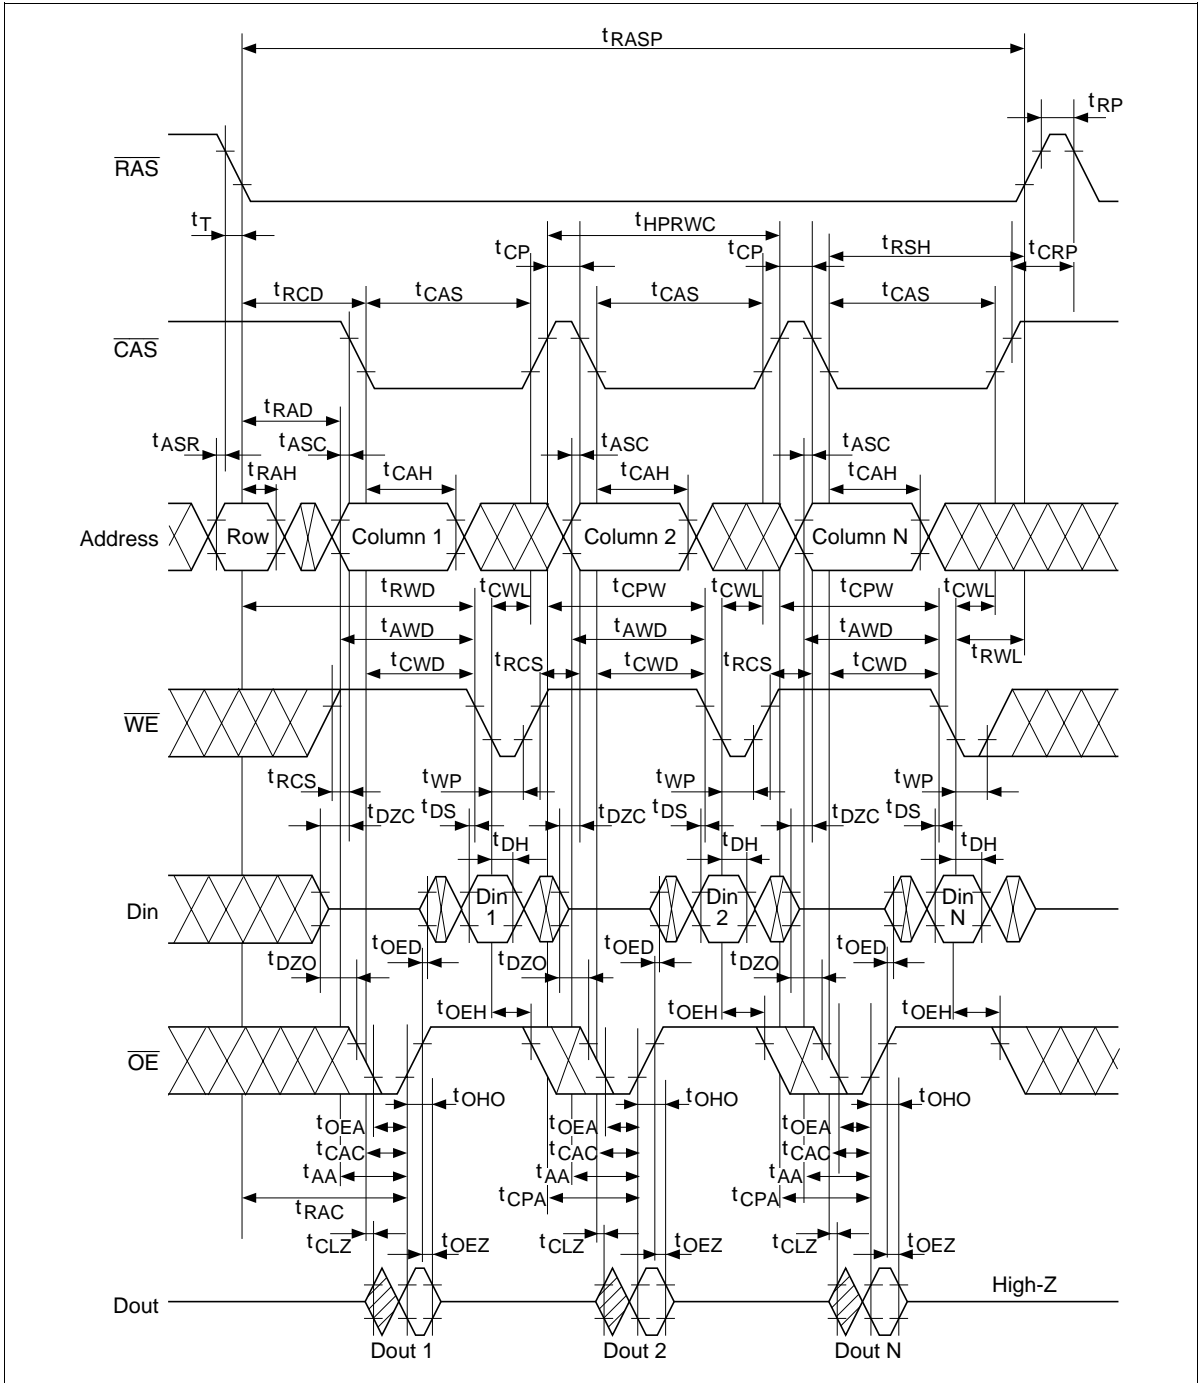 tRASP
tRP
RAS
tT
tHPRWC
tCP
tCP
tRSH
tCRP
tRCD
tCAS
tCAS
tCAS
CAS
tRAD
tASR
tASC
tASC
tASC
tRAH
tCAH
tCAH
tCAH
Address
Row
Column 1
Column 2
Column N
tRWD
tCWL
tCPW
tCWL
tCPW
tCWL
tAWD
tAWD
tAWD
tCWD
tRCS
tCWD
tRCS
tCWD
tRWL
WE
tRCS
tWP
tWP
tWP
tDZC
tDS
tDZC
tDS
tDZC
tDS
tDH
tDH
tDH
Din
Din 1
Din 2
Din N
tOED
tOED
tOED
tDZO
tDZO
tDZO
tOEH
tOEH
tOEH
OE
tOHO
tOHO
tOHO
tOEA
tOEA
tOEA
tCAC
tCAC
tCAC
tAA
tAA
tAA
tRAC
tCPA
tCPA
tCLZ
tOEZ
tCLZ
tOEZ
tCLZ
tOEZ
High-Z
Dout
Dout 1
Dout 2
Dout N